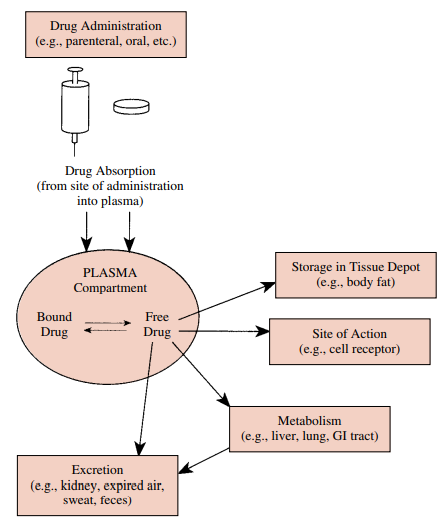 Drug Administration
(e.g., parenteral, oral, etc.)
Drug Absorption
(from site of administration
into plasma)
PLASMA
Compartment
Bound
Drug
Free
Drug
Storage in Tissue Depot
(e.g., body fat)
Site of Action
(e.g., cell receptor)
Metabolism
(e.g., liver, lung, GI tract)
Excretion
(e.g., kidney, expired air,
sweat, feces)